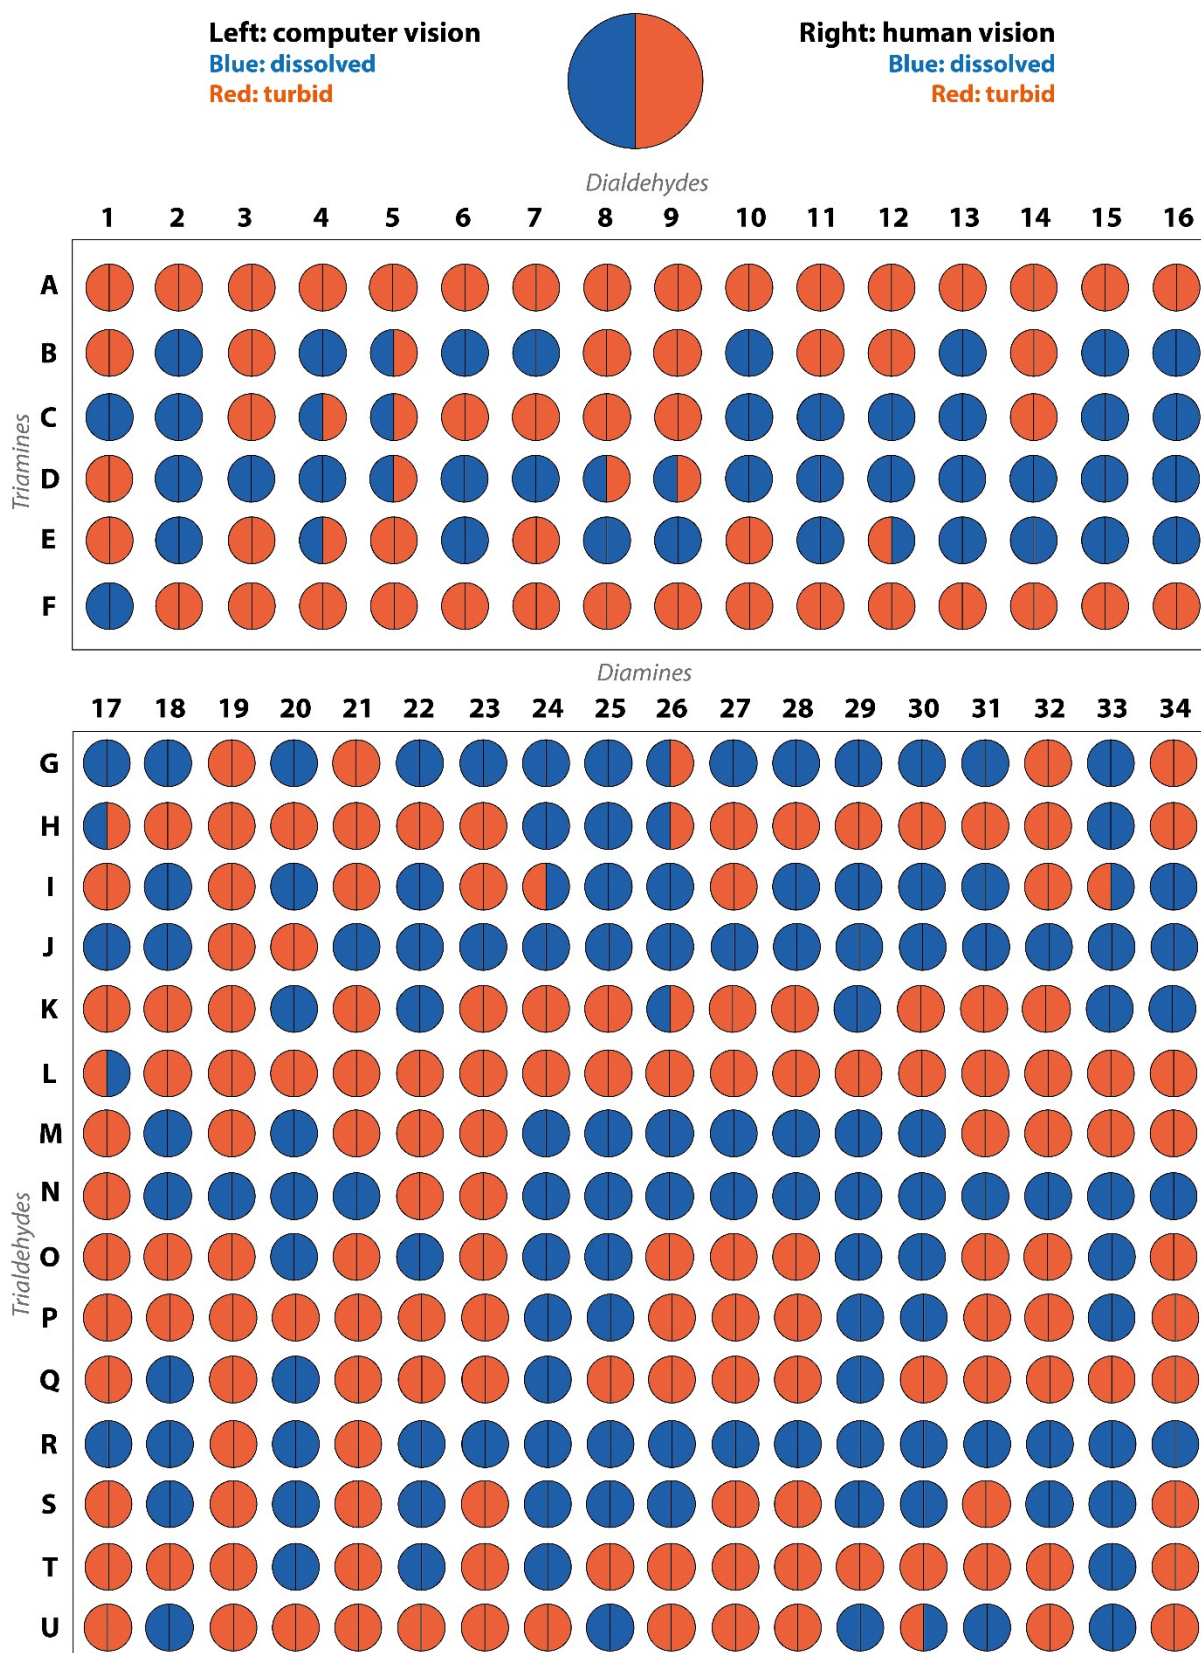 Left: computer vision
Blue: dissolved
Red: turbid
Right: human vision
Blue: dissolved
Red: turbid
Dialdehydes
1 2 3 4 5 6 7 8 9 10 11 12 13 14 15 16
Triamines
A
B
C
D
E
F
Diamines
17 18 19 20 21 22 23 24 25 26 27 28 29 30 31 32 33 34
Trialdehydes
G
H
I
J
K
L
M
N
O
P
Q
R
S
T
U